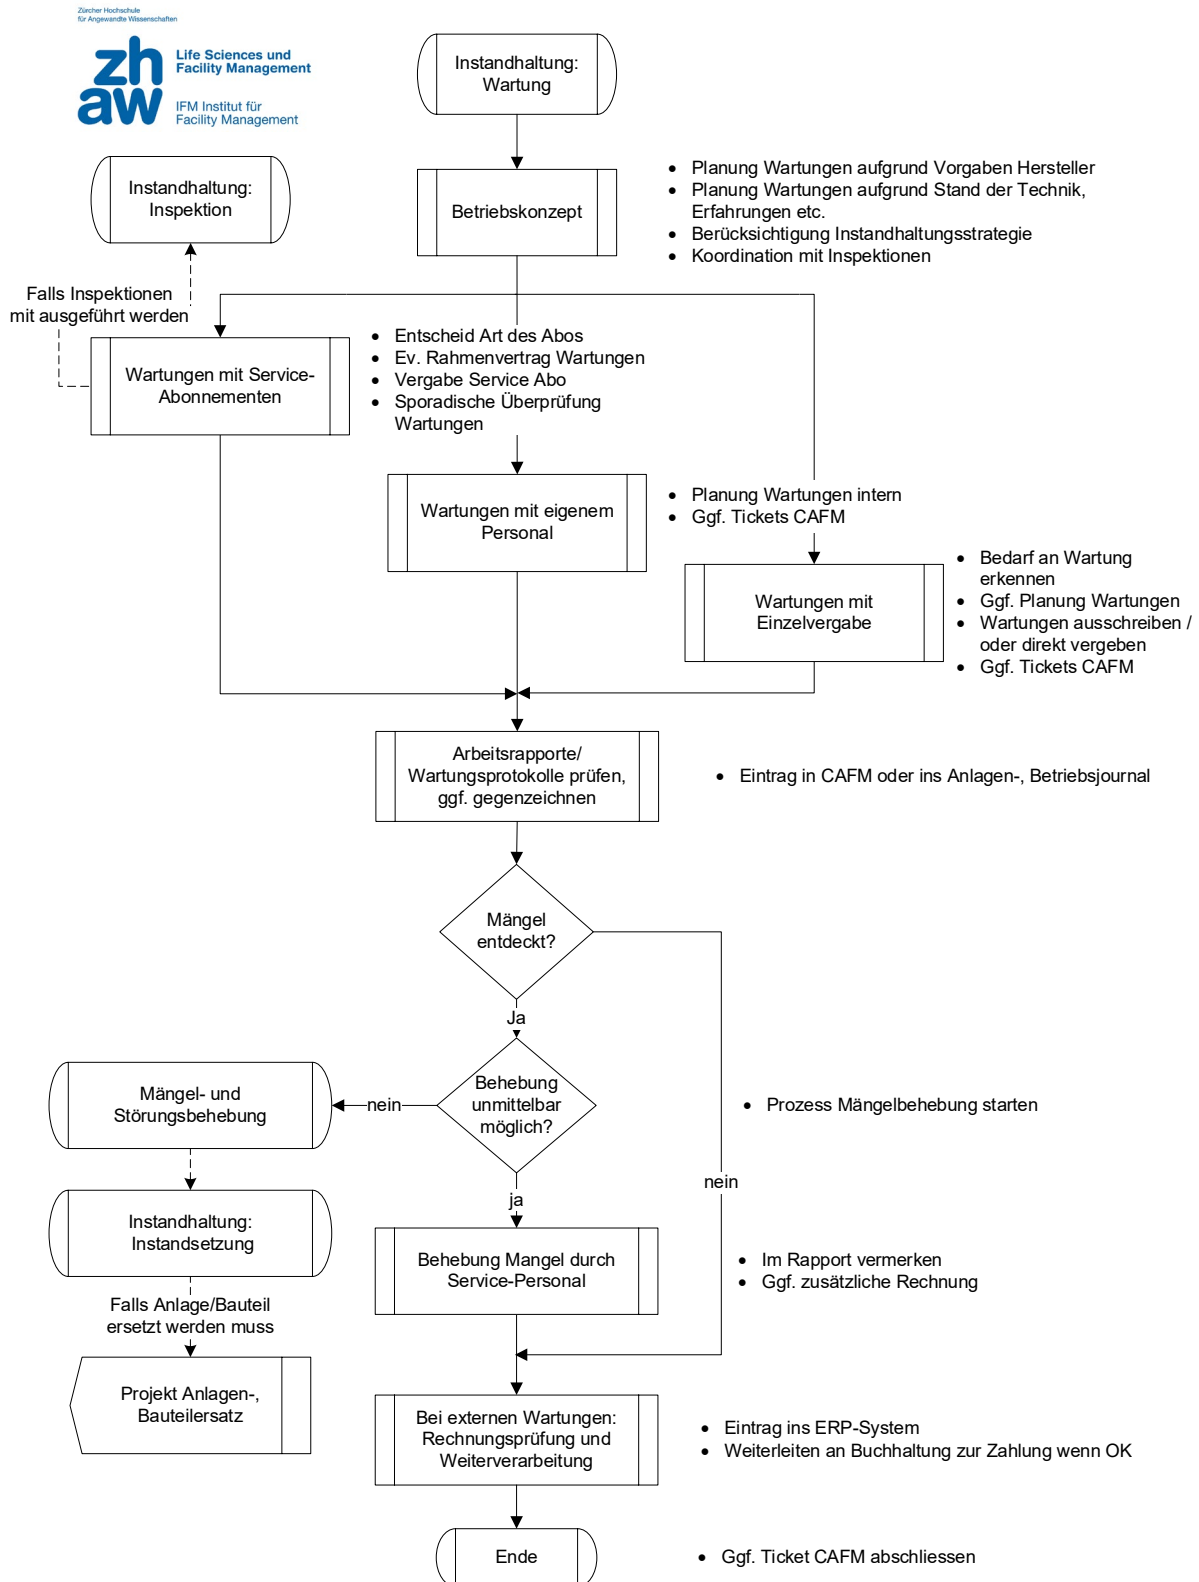 Zürcher Hochschule
für Angewandte Wissenschaften
zh
aw
Life Sciences und
Facility Management
IFM Institut für
Facility Management
Instandhaltung:
Wartung
Instandhaltung:
Inspektion
Betriebskonzept
• Planung Wartungen aufgrund Vorgaben Hersteller
• Planung Wartungen aufgrund Stand der Technik,
Erfahrungen etc.
• Berücksichtigung Instandhaltungsstrategie
• Koordination mit Inspektionen
Falls Inspektionen
mit ausgeführt werden
Wartungen mit Service-
Abonnementen
• Entscheid Art des Abos
• Ev. Rahmenvertrag Wartungen
• Vergabe Service Abo
• Sporadische Überprüfung
Wartungen
Wartungen mit eigenem
Personal
• Planung Wartungen intern
• Ggf. Tickets CAFM
Wartungen mit
Einzelvergabe
• Bedarf an Wartung
erkennen
• Ggf. Planung Wartungen
• Wartungen ausschreiben /
oder direkt vergeben
• Ggf. Tickets CAFM
Arbeitsrapporte/
Wartungsprotokolle prüfen,
ggf. gegenzeichnen
• Eintrag in CAFM oder ins Anlagen-, Betriebsjournal
Mängel
entdeckt?
Ja
Mängel- und
Störungsbehebung
nein
Behebung
unmittelbar
möglich?
• Prozess Mängelbehebung starten
nein
ja
Instandhaltung:
Instandsetzung
Behebung Mangel durch
Service-Personal
• Im Rapport vermerken
• Ggf. zusätzliche Rechnung
Falls Anlage/Bauteil
ersetzt werden muss
Projekt Anlagen-,
Bauteilersatz
Bei externen Wartungen:
Rechnungsprüfung und
Weiterverarbeitung
• Eintrag ins ERP-System
• Weiterleiten an Buchhaltung zur Zahlung wenn OK
Ende
• Ggf. Ticket CAFM abschliessen